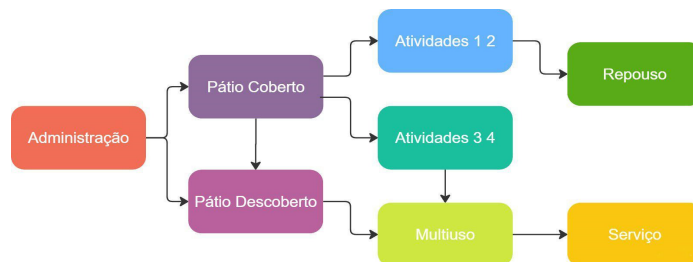 Atividades 1 2
Pátio Coberto
Repouso
Administração
Atividades 3 4
Pátio Descoberto
Multiuso
Serviço